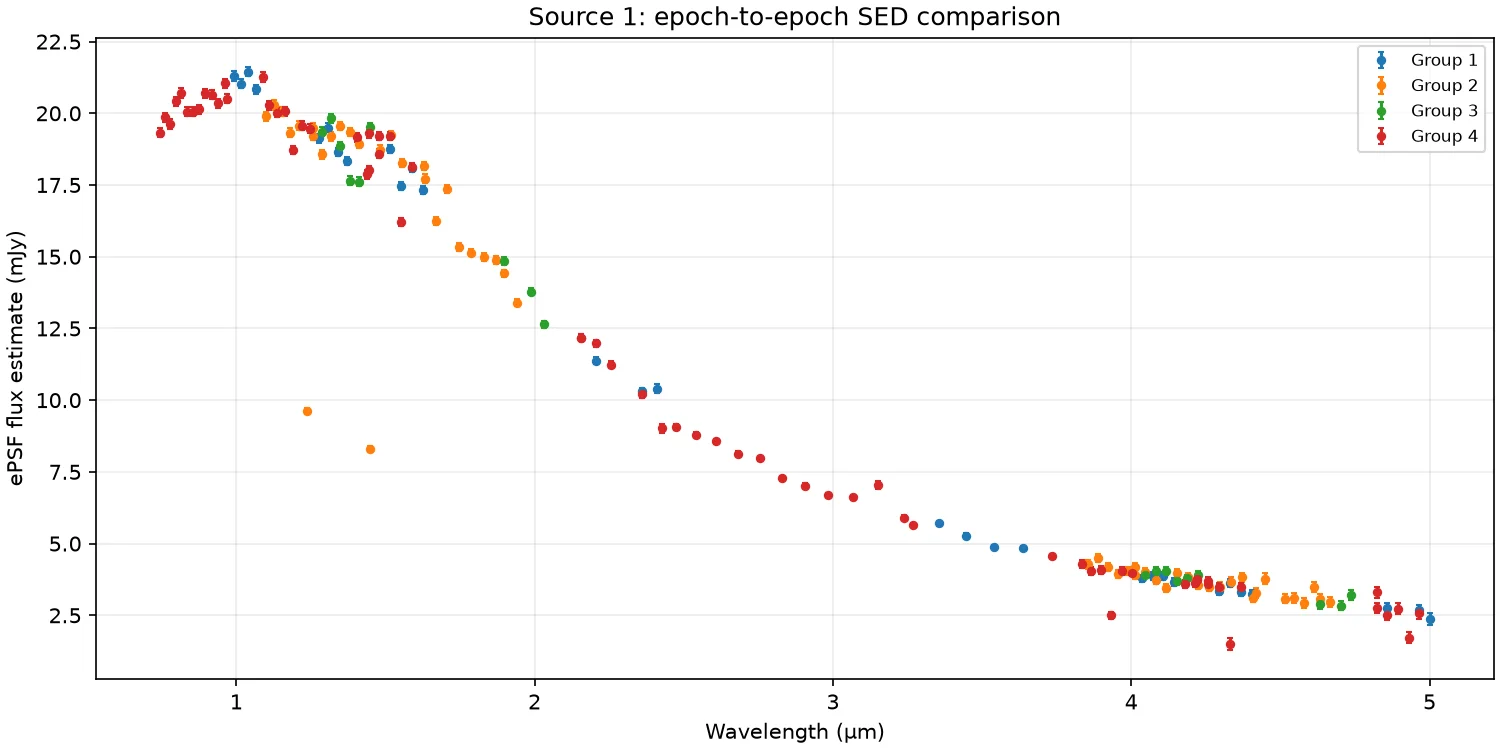 Source 1: epoch-to-epoch SED comparison
22.5
20.0
17.5
15.0
12.5
10.0
7.5
5.0
2.5
ePSF flux estimate (mJy)
Group 1
Group 2
Group 3
Group 4
1 2 3 4 5
Wavelength (μm)